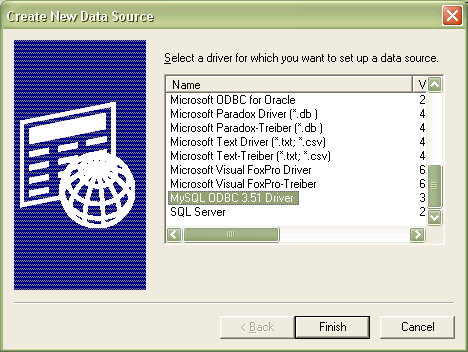 Create New Data Source
Select a driver for which you want to set up a data source.
Name V
Microsoft ODBC for Oracle 2
Microsoft Paradox Driver (*.db ) 4
Microsoft Paradox-Treiber (*.db ) 4
Microsoft Text Driver (*.txt; *.csv) 4
Microsoft Text-Treiber (*.txt; *.csv) 4
Microsoft Visual FoxPro Driver 6
Microsoft Visual FoxPro-Treiber 6
MySQL ODBC 3.51 Driver 3
SQL Server 2
< Back Finish Cancel